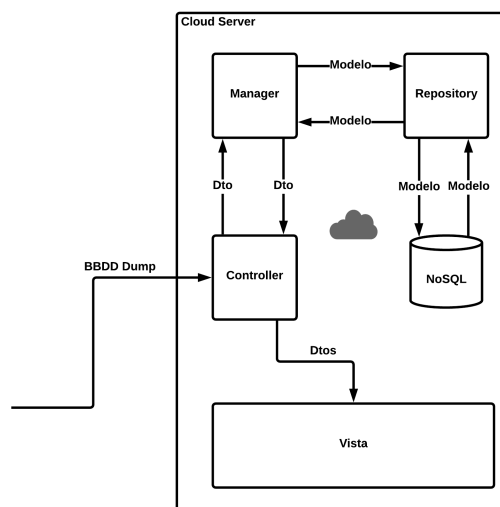 Cloud Server
Modelo
Manager
Repository
Modelo
Dto
Dto
Modelo
Modelo
BBDD Dump
Controller
NoSQL
Dtos
Vista